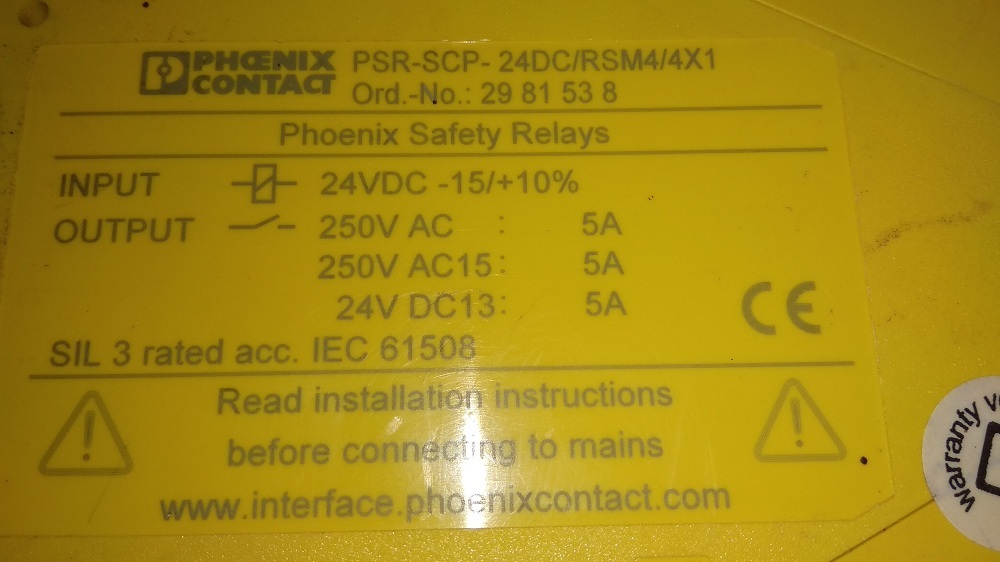 PHOENIX
CONTACT
PSR-SCP- 24DC/RSM4/4X1
Ord.-No.: 29 81 53 8
Phoenix Safety Relays
INPUT 24VDC -15/+10%
OUTPUT 250V AC : 5A
250V AC15: 5A
24V DC13: 5A
CE
SIL 3 rated acc. IEC 61508
Read installation instructions
before connecting to mains
www.interface.phoenixcontact.com
warranty